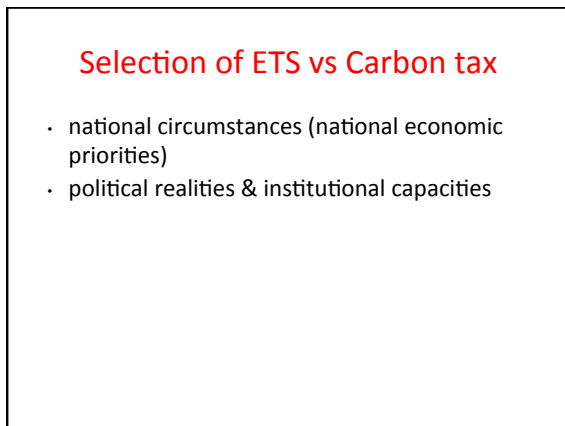 Selection of ETS vs Carbon tax
• national circumstances (national economic
priorities)
• political realities & institutional capacities